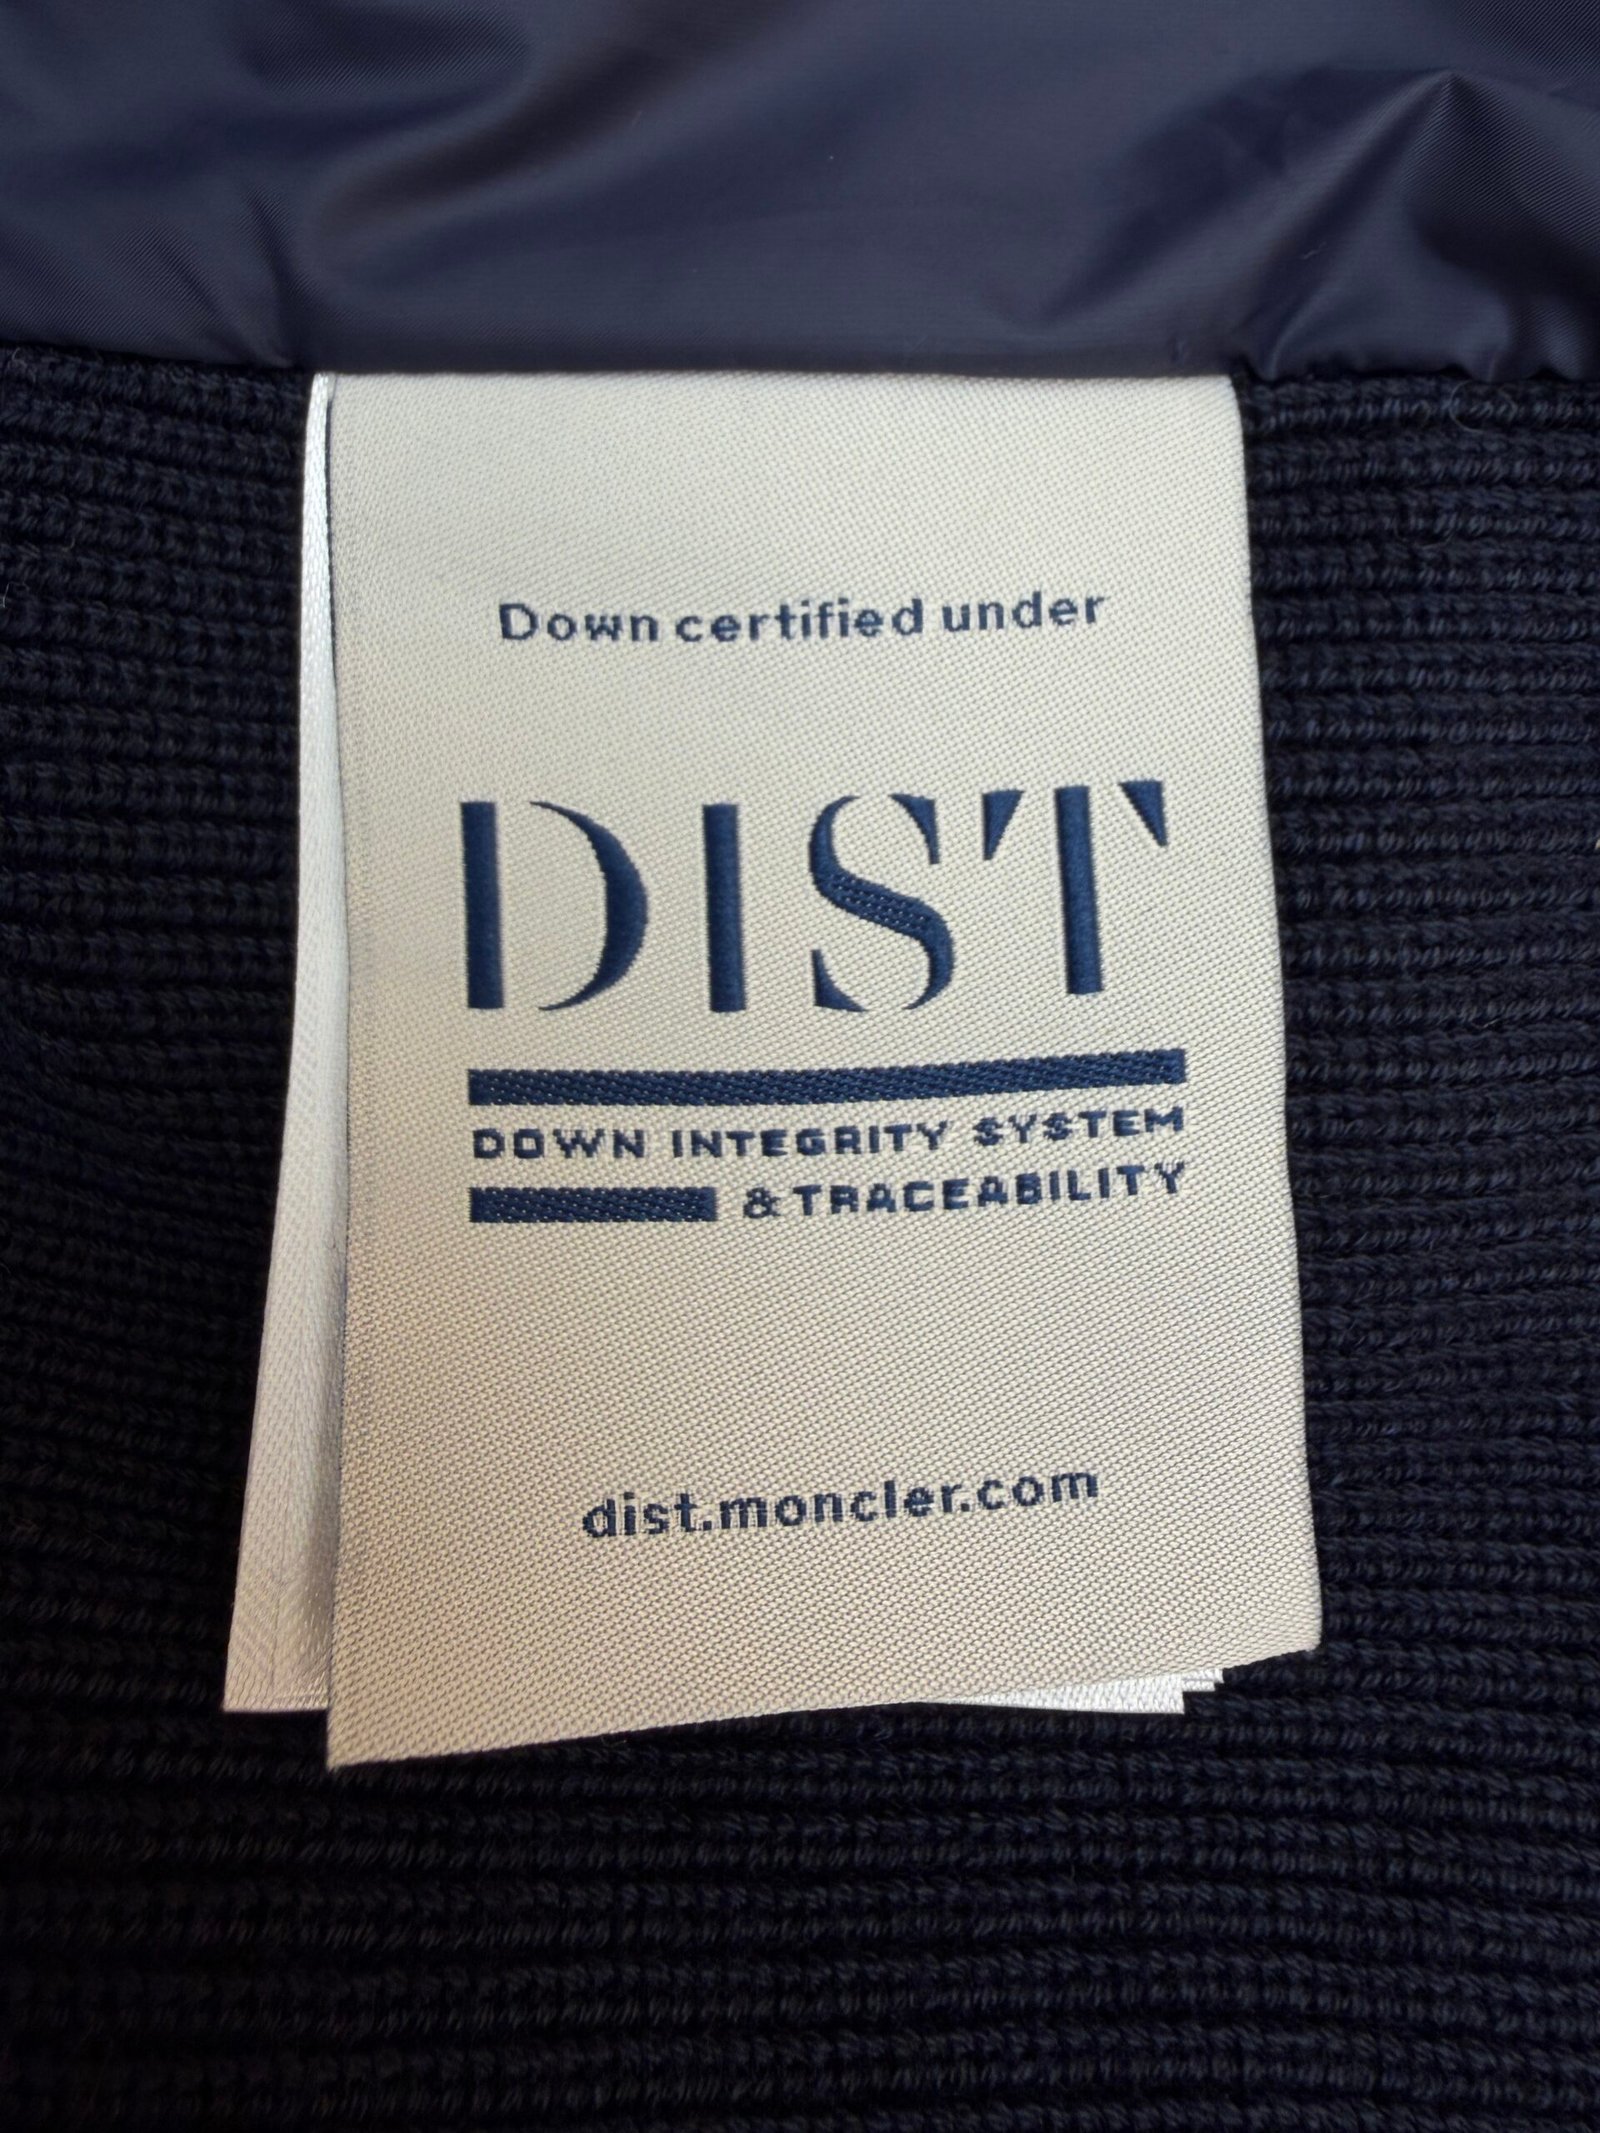 Down certified under
DIST
DOWN INTEGRITY SYSTEM
& TRACEABILITY
dist.moncler.com